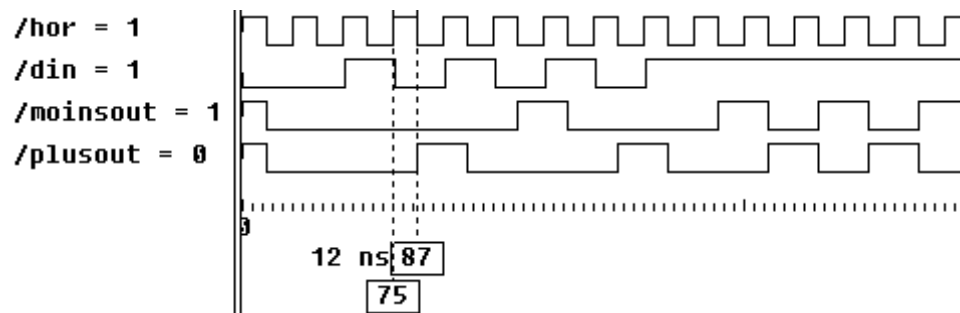 /hor = 1
/din = 1
/moinsout = 1
/plusout = 0
0
12 ns 87
75